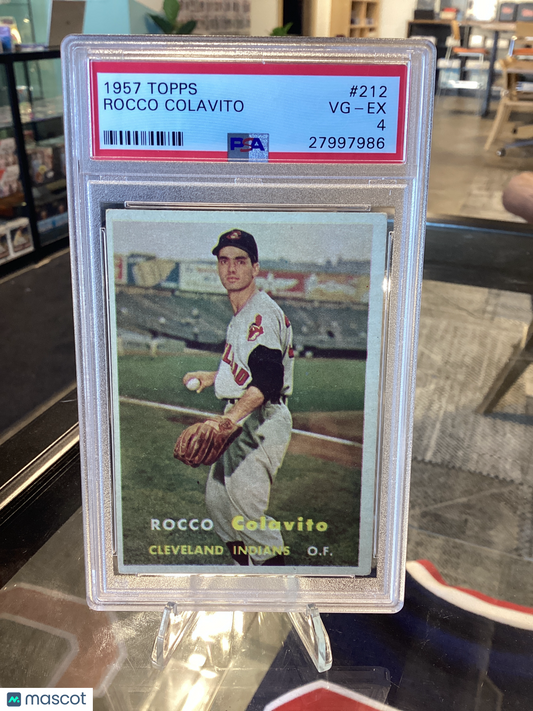 1957 TOPPS #212
ROCCO COLAVITO VG-EX
4
PSA 27997986
ROCCO Colavito
CLEVELAND INDIANS O.F.
mascot